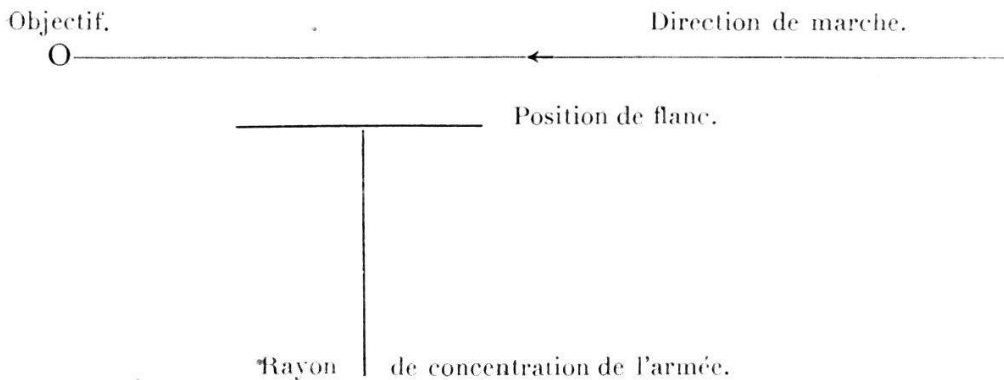 Objectif. Direction de marche.
O
Position de flanc.
Rayon de concentration de l'armée.